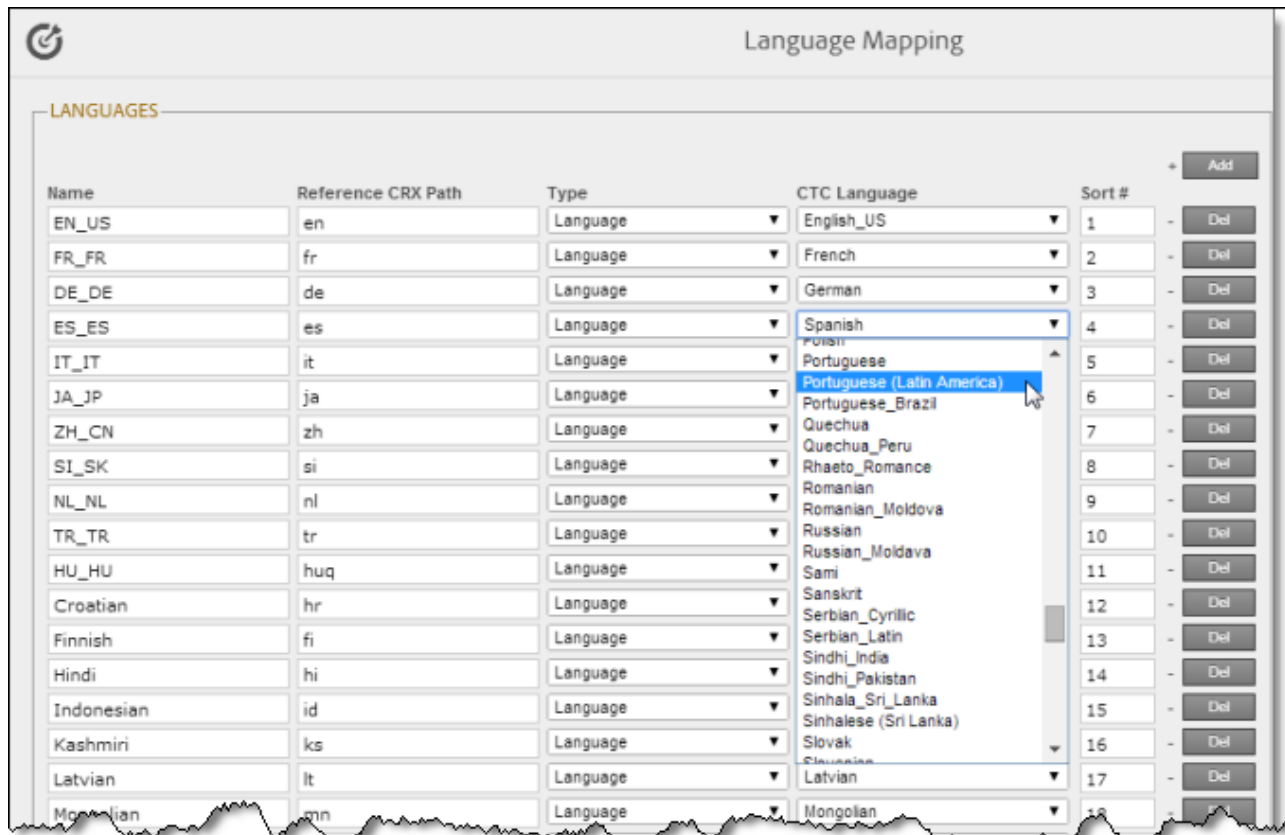 Language Mapping
LANGUAGES
+ Add
Name Reference CRX Path Type CTC Language Sort #
EN_US en Language English_US 1 - Del
FR_FR fr Language French 2 - Del
DE_DE de Language German 3 - Del
ES_ES es Language Spanish 4 - Del
Polish
IT_IT it Language Portuguese 5 - Del
Portuguese (Latin America)
JA_JP ja Language Portuguese_Brazil 6 - Del
ZH_CN zh Language Quechua 7 - Del
Quechua_Peru
SI_SK si Language Rhaeto_Romance 8 - Del
Romanian
NL_NL nl Language Romanian_Moldova 9 - Del
TR_TR tr Language Russian 10 - Del
Russian_Moldava
HU_HU huq Language Sami 11 - Del
Sanskrit
Croatian hr Language Serbian_Cyrillic 12 - Del
Finnish fi Language Serbian_Latin 13 - Del
Sindhi_India
Hindi hi Language Sindhi_Pakistan 14 - Del
Sinhala_Sri_Lanka
Indonesian id Language Sinhalese (Sri Lanka) 15 - Del
Kashmiri ks Language Slovak 16 - Del
Slovenian
Latvian lt Language Latvian 17 - Del
Mongolian mn Language Mongolian 18